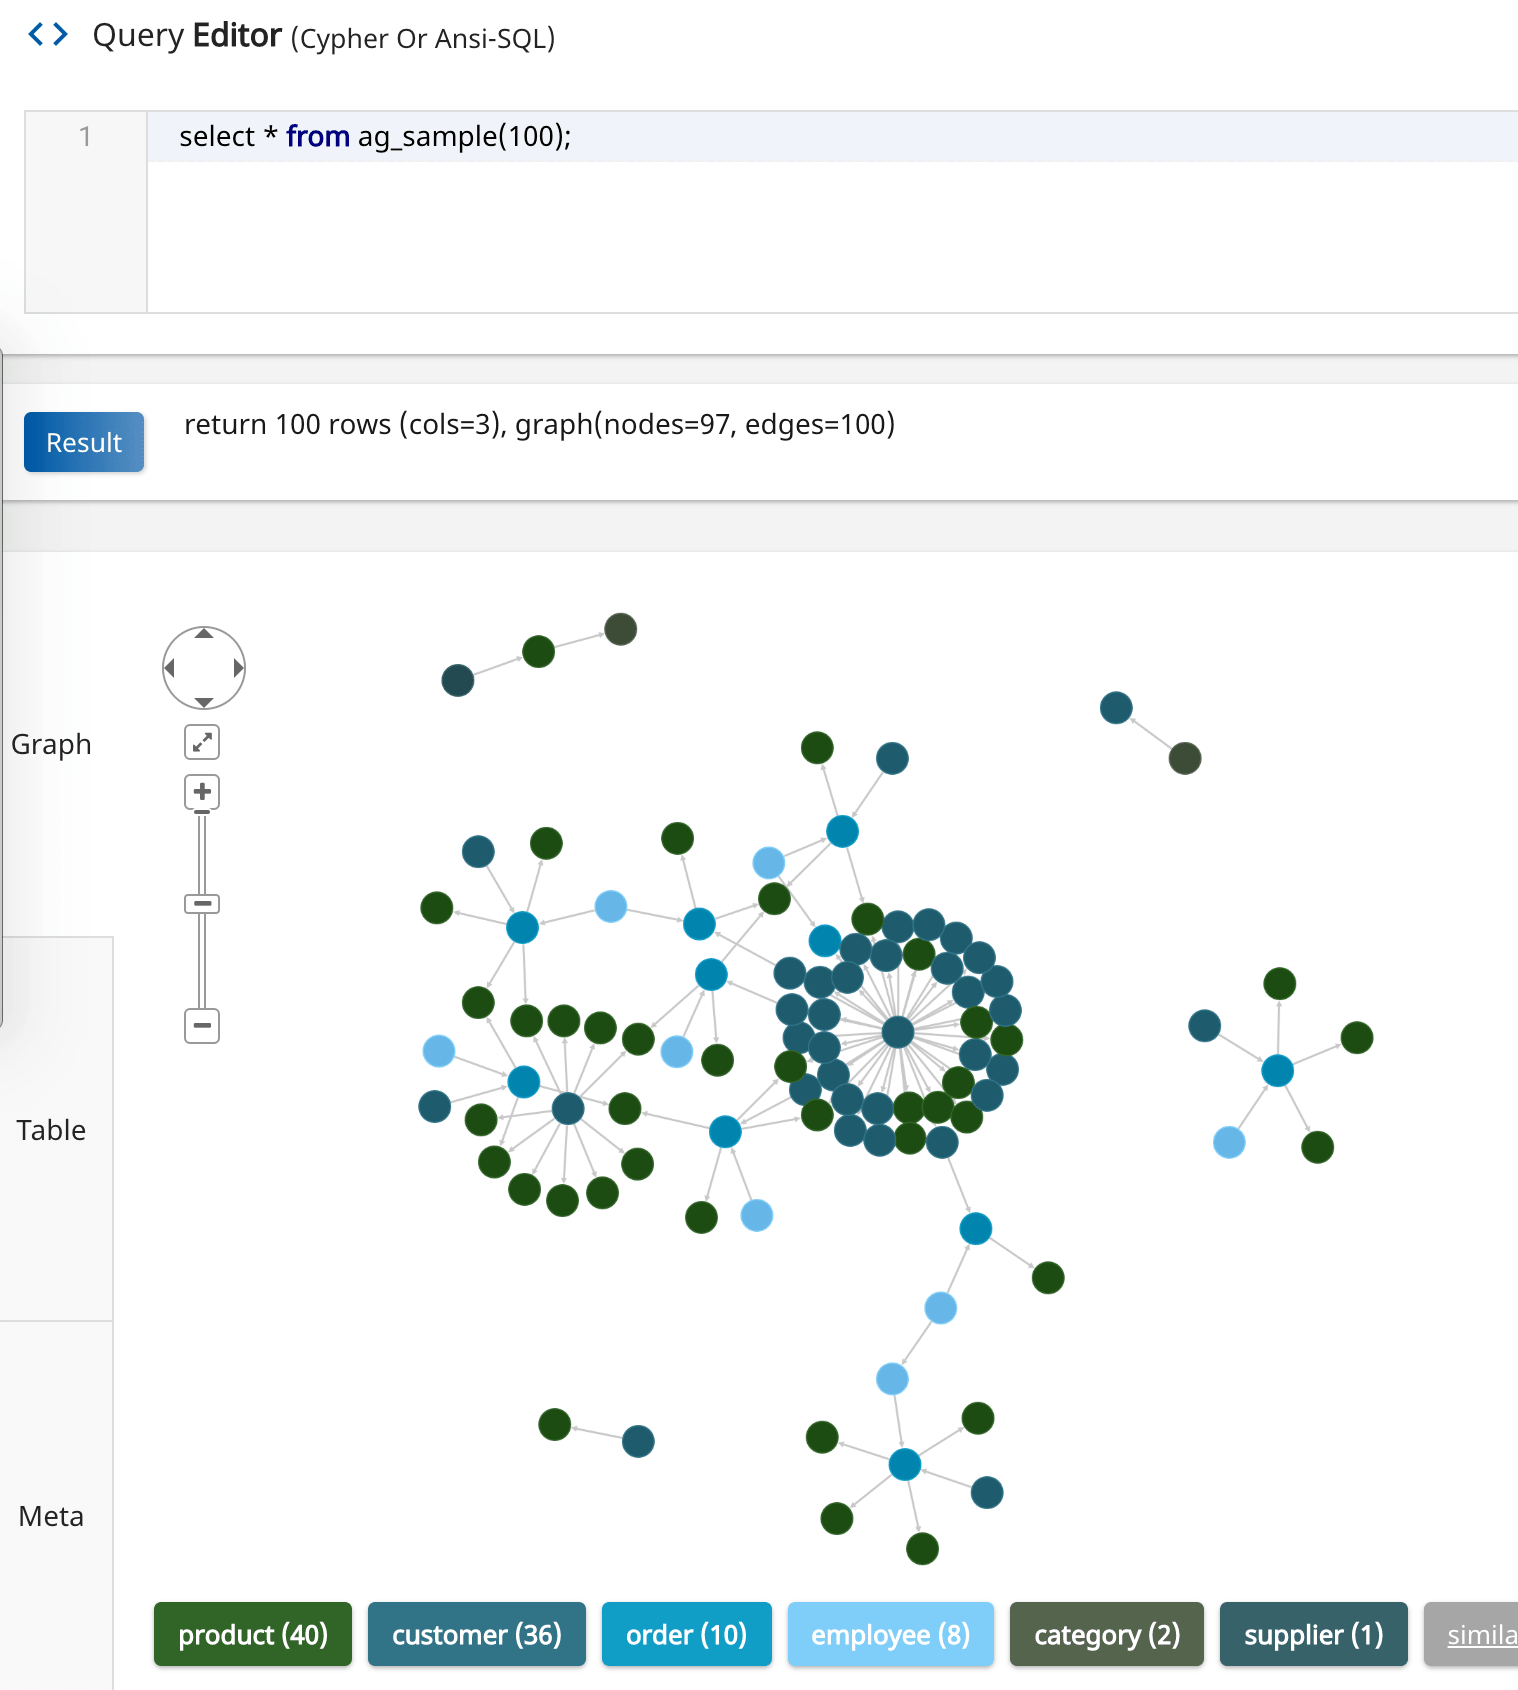 Query Editor (Cypher Or Ansi-SQL)
1 select * from ag_sample(100);
Result return 100 rows (cols=3), graph(nodes=97, edges=100)
Graph
Table
Meta
product (40) customer (36) order (10) employee (8) category (2) supplier (1) simila